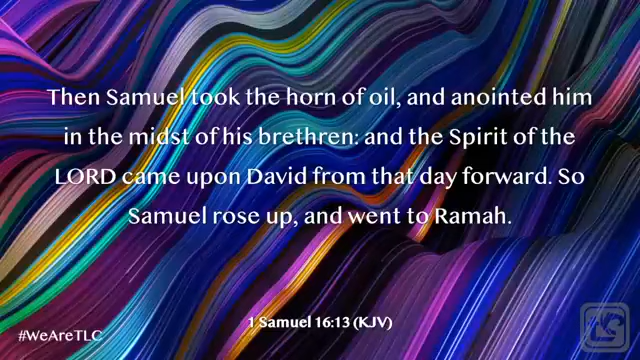 Then Samuel took the horn of oil, and anointed him
in the midst of his brethren: and the Spirit of the
LORD came upon David from that day forward. So
Samuel rose up, and went to Ramah.
1 Samuel 16:13 (KJV)
#WeAreTLC